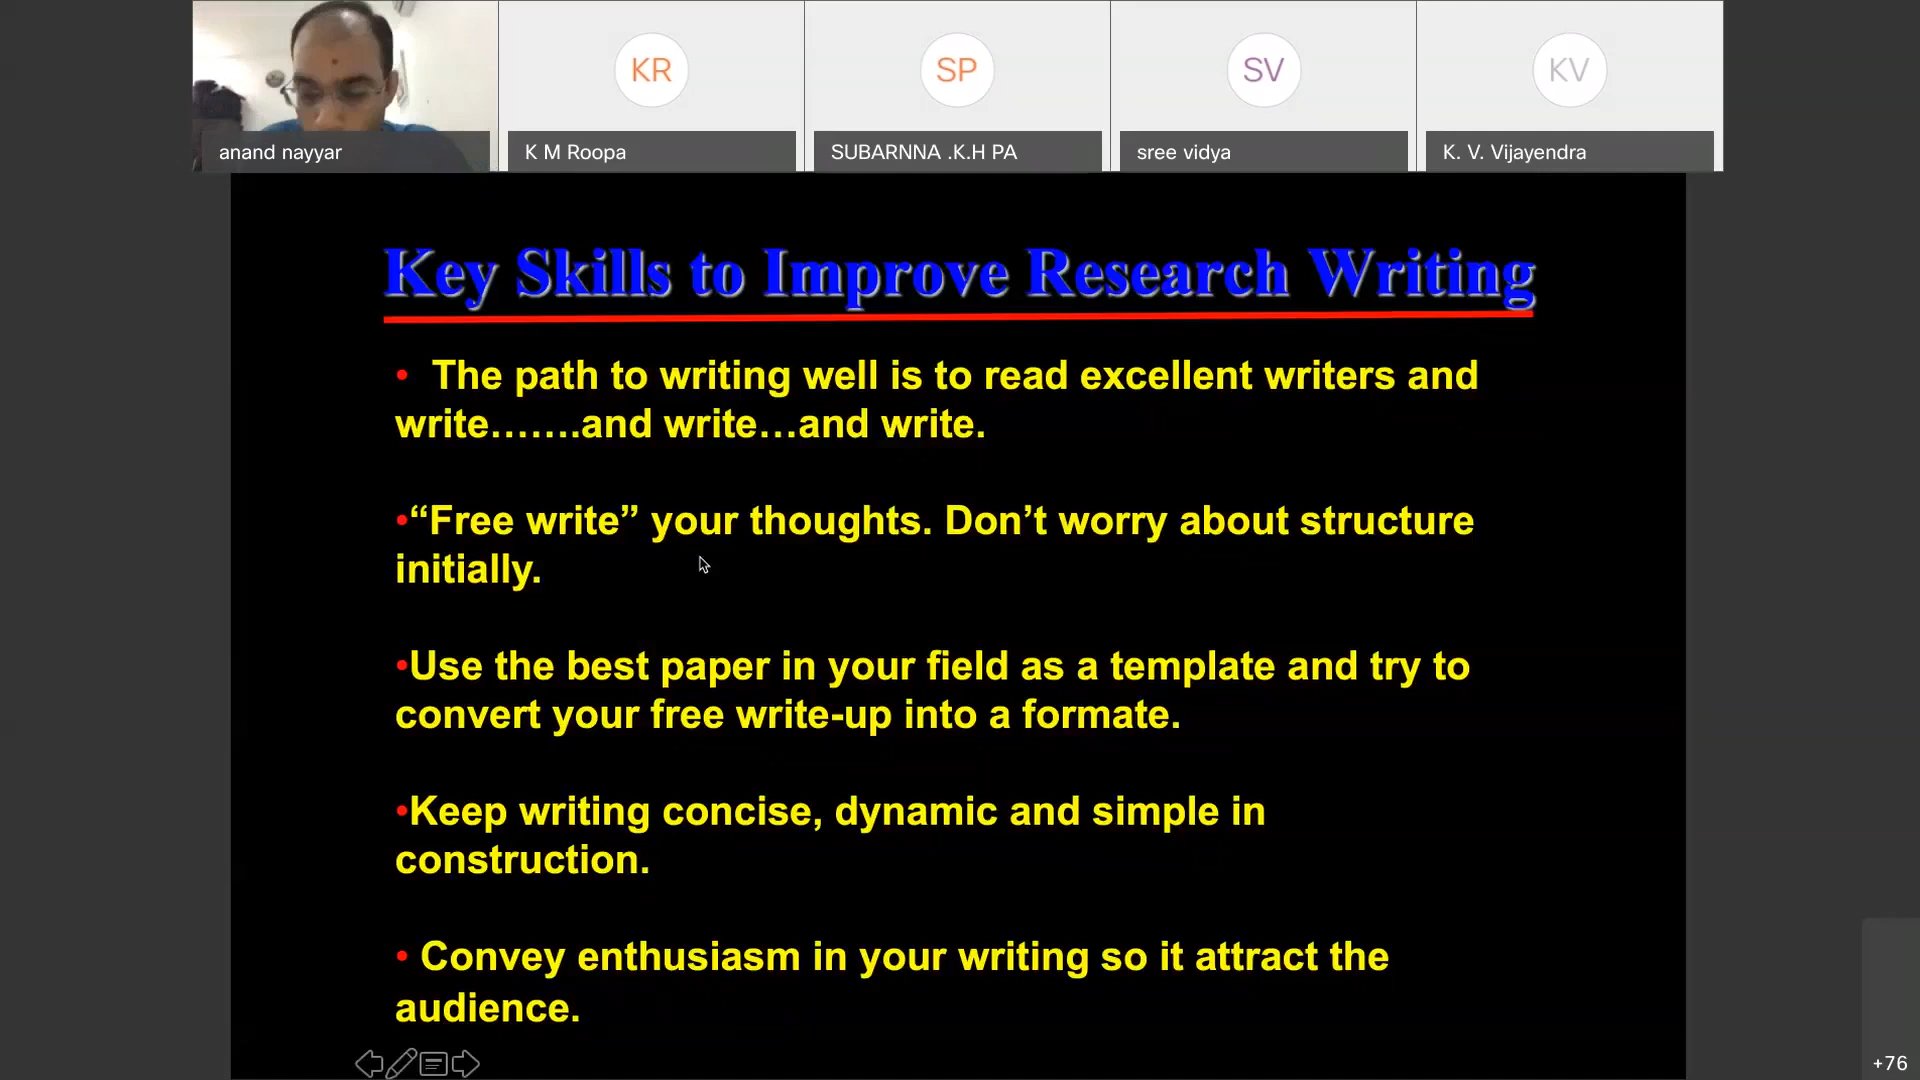 KR
SP
SV
KV
anand nayyar
K M Roopa
SUBARNNA .K.H PA
sree vidya
K. V. Vijayendra
Key Skills to Improve Research Writing
• The path to writing well is to read excellent writers and
write.......and write…and write.
•“Free write” your thoughts. Don’t worry about structure
initially.
•Use the best paper in your field as a template and try to
convert your free write-up into a formate.
•Keep writing concise, dynamic and simple in
construction.
• Convey enthusiasm in your writing so it attract the
audience.
+76